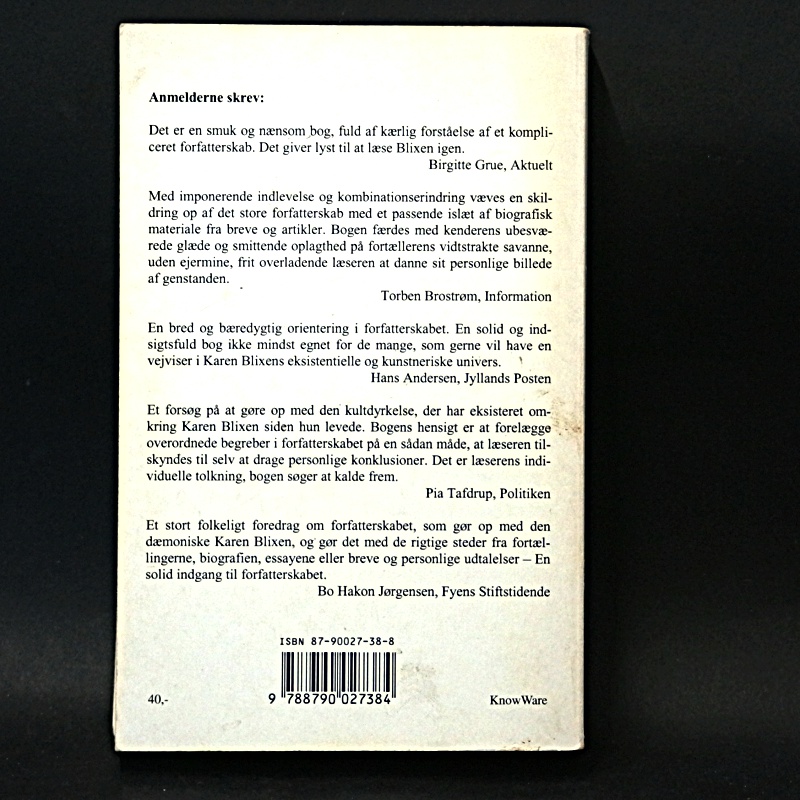 Anmelderne skrev:
Det er en smuk og nænsom bog, fuld af kærlig forståelse af et kompli-
ceret forfatterskab. Det giver lyst til at læse Blixen igen.
Birgitte Grue, Aktuelt
Med imponerende indlevelse og kombinationserindring væves en skil-
dring op af det store forfatterskab med et passende islæt af biografisk
materiale fra breve og artikler. Bogen færdes med kenderens ubesvæ-
rede glæde og smittende oplagthed på fortællerens vidtstrakte savanne,
uden ejermine, frit overladende læseren at danne sit personlige billede
af genstanden.
Torben Brostrøm, Information
En bred og bæredygtig orientering i forfatterskabet. En solid og ind-
sigtsfuld bog ikke mindst egnet for de mange, som gerne vil have en
vejviser i Karen Blixens eksistentielle og kunstneriske univers.
Hans Andersen, Jyllands Posten
Et forsøg på at gøre op med den kultdyrkelse, der har eksisteret om-
kring Karen Blixen siden hun levede. Bogens hensigt er at forelægge
overordnede begreber i forfatterskabet på en sådan måde, at læseren til-
skyndes til selv at drage personlige konklusioner. Det er læserens indi-
viduelle tolkning, bogen søger at kalde frem.
Pia Tafdrup, Politiken
Et stort folkeligt foredrag om forfatterskabet, som gør op med den
dæmoniske Karen Blixen, og gør det med de rigtige steder fra fortæl-
lingerne, biografien, essayene eller breve og personlige udtalelser – En
solid indgang til forfatterskabet.
Bo Hakon Jørgensen, Fyens Stiftstidende
ISBN 87-90027-38-8
9 788790 027384
40,-
KnowWare